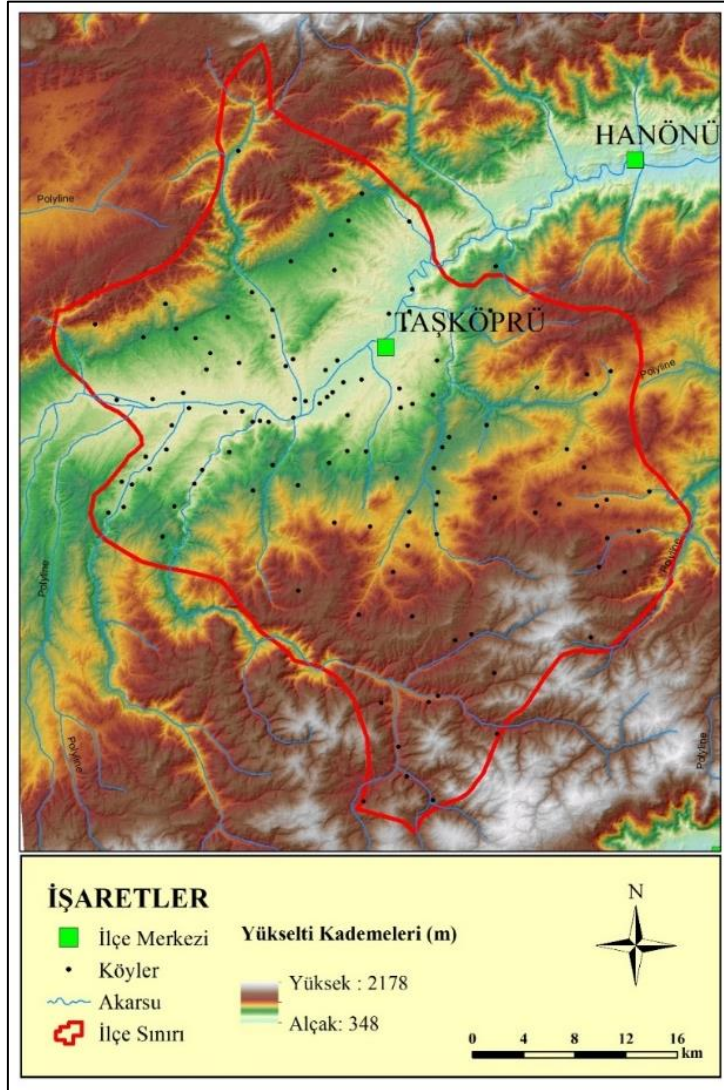 HANÖNÜ
Polyline
TAŞKÖPRÜ
Polyline
Polyline
Polyline
Polyline
Polyline
İŞARETLER
İlçe Merkezi
Köyler
Akarsu
İlçe Sınırı
Yükselti Kademeleri (m)
Yüksek : 2178
Alçak: 348
N
0 4 8 12 16
km